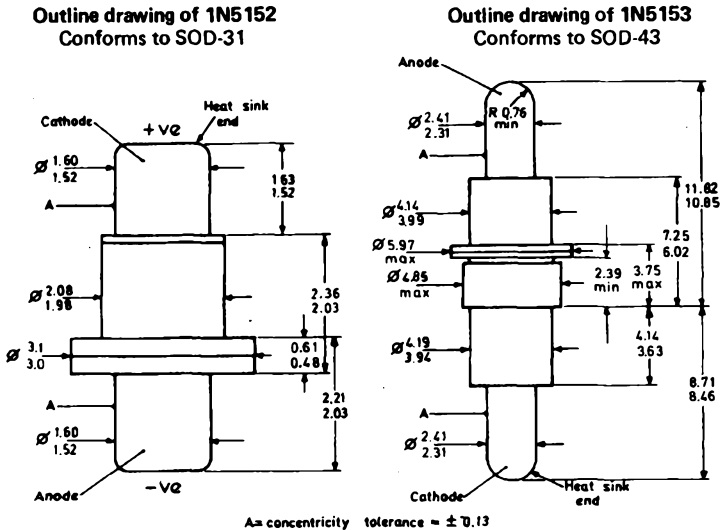 Outline drawing of 1N5152
Conforms to SOD-31
Cathode
+ve
Heat sink
end
Ø 1.60
1.52
A
1.63
1.52
Ø 2.08
1.98
2.36
2.03
Ø 3.1
3.0
0.61
0.48
2.21
2.03
A
Ø 1.60
1.52
Anode
-ve
Outline drawing of 1N5153
Conforms to SOD-43
Anode
R 0.76
min
Ø 2.41
2.31
A
11.82
10.85
Ø 4.14
3.99
7.25
6.02
Ø 5.97
max
2.39
min
3.75
max
Ø 4.85
max
Ø 4.19
3.94
4.14
3.63
8.71
8.46
A
Ø 2.41
2.31
Cathode
Heat sink
end
A= concentricity tolerance = ± 0.13